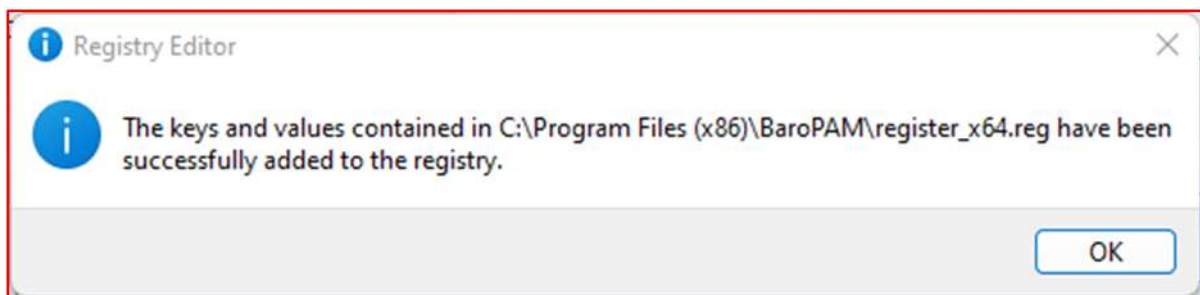 Registry Editor
The keys and values contained in C:\Program Files (x86)\BaroPAM\register_x64.reg have been
successfully added to the registry.
OK